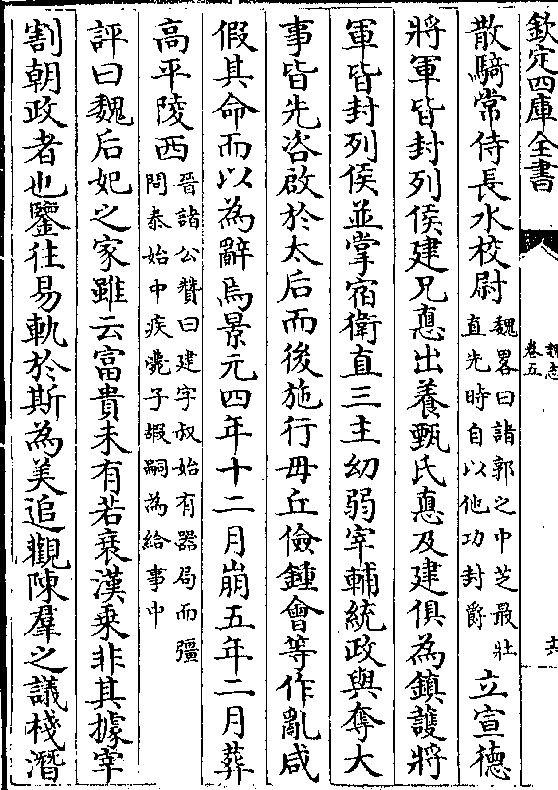 欽定四庫全書
魏志
卷五
十六
散騎常侍長水校尉魏畧曰諸郭之中芝最壯直先時自以他功封爵立宣德
將軍皆封列侯建兄悳出養甄氏悳及建俱為鎮護將
軍皆封列侯並掌宿衛直三主幼弱宰輔統政與奪大
事皆先咨啟於太后而後施行毋丘儉鍾會等作亂咸
假其命而以為辭焉景元四年十二月崩五年二月葬
高平陵西晉諸公贊曰建字叔始有器局而彊問泰始中疾薨子嘏嗣為給事中
評曰魏后妃之家雖云富貴未有若衰漢乘非其據宰
割朝政者也鑒往易軌於斯為美追觀陳羣之議棧潛